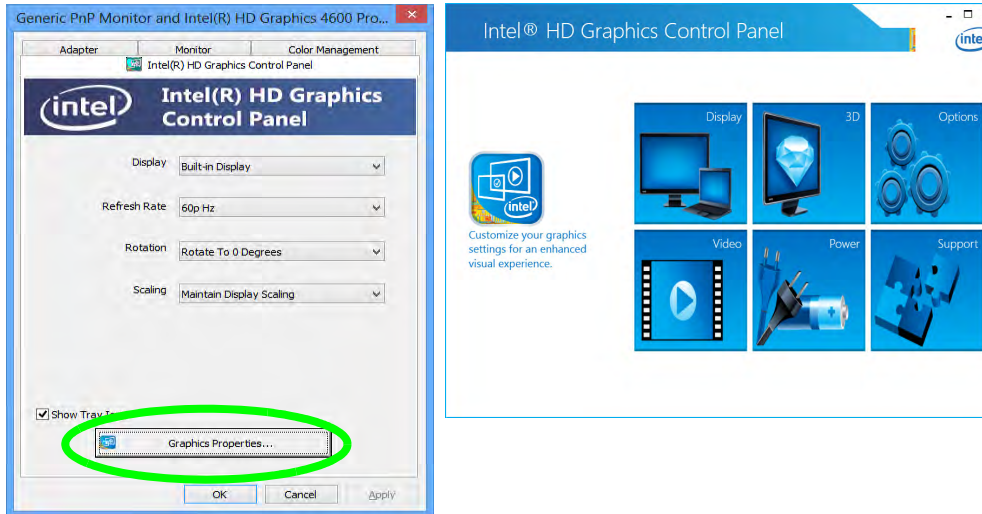 Generic PnP Monitor and Intel(R) HD Graphics 4600 Pro...
Adapter Monitor Color Management
Intel(R) HD Graphics Control Panel
intel Intel(R) HD Graphics
Control Panel
Display Built-in Display
Refresh Rate 60p Hz
Rotation Rotate To 0 Degrees
Scaling Maintain Display Scaling
Show Tray
Graphics Properties...
OK Cancel Apply
Intel® HD Graphics Control Panel
inte
Display 3D Options
intel
Customize your graphics
settings for an enhanced
visual experience.
Video Power Support